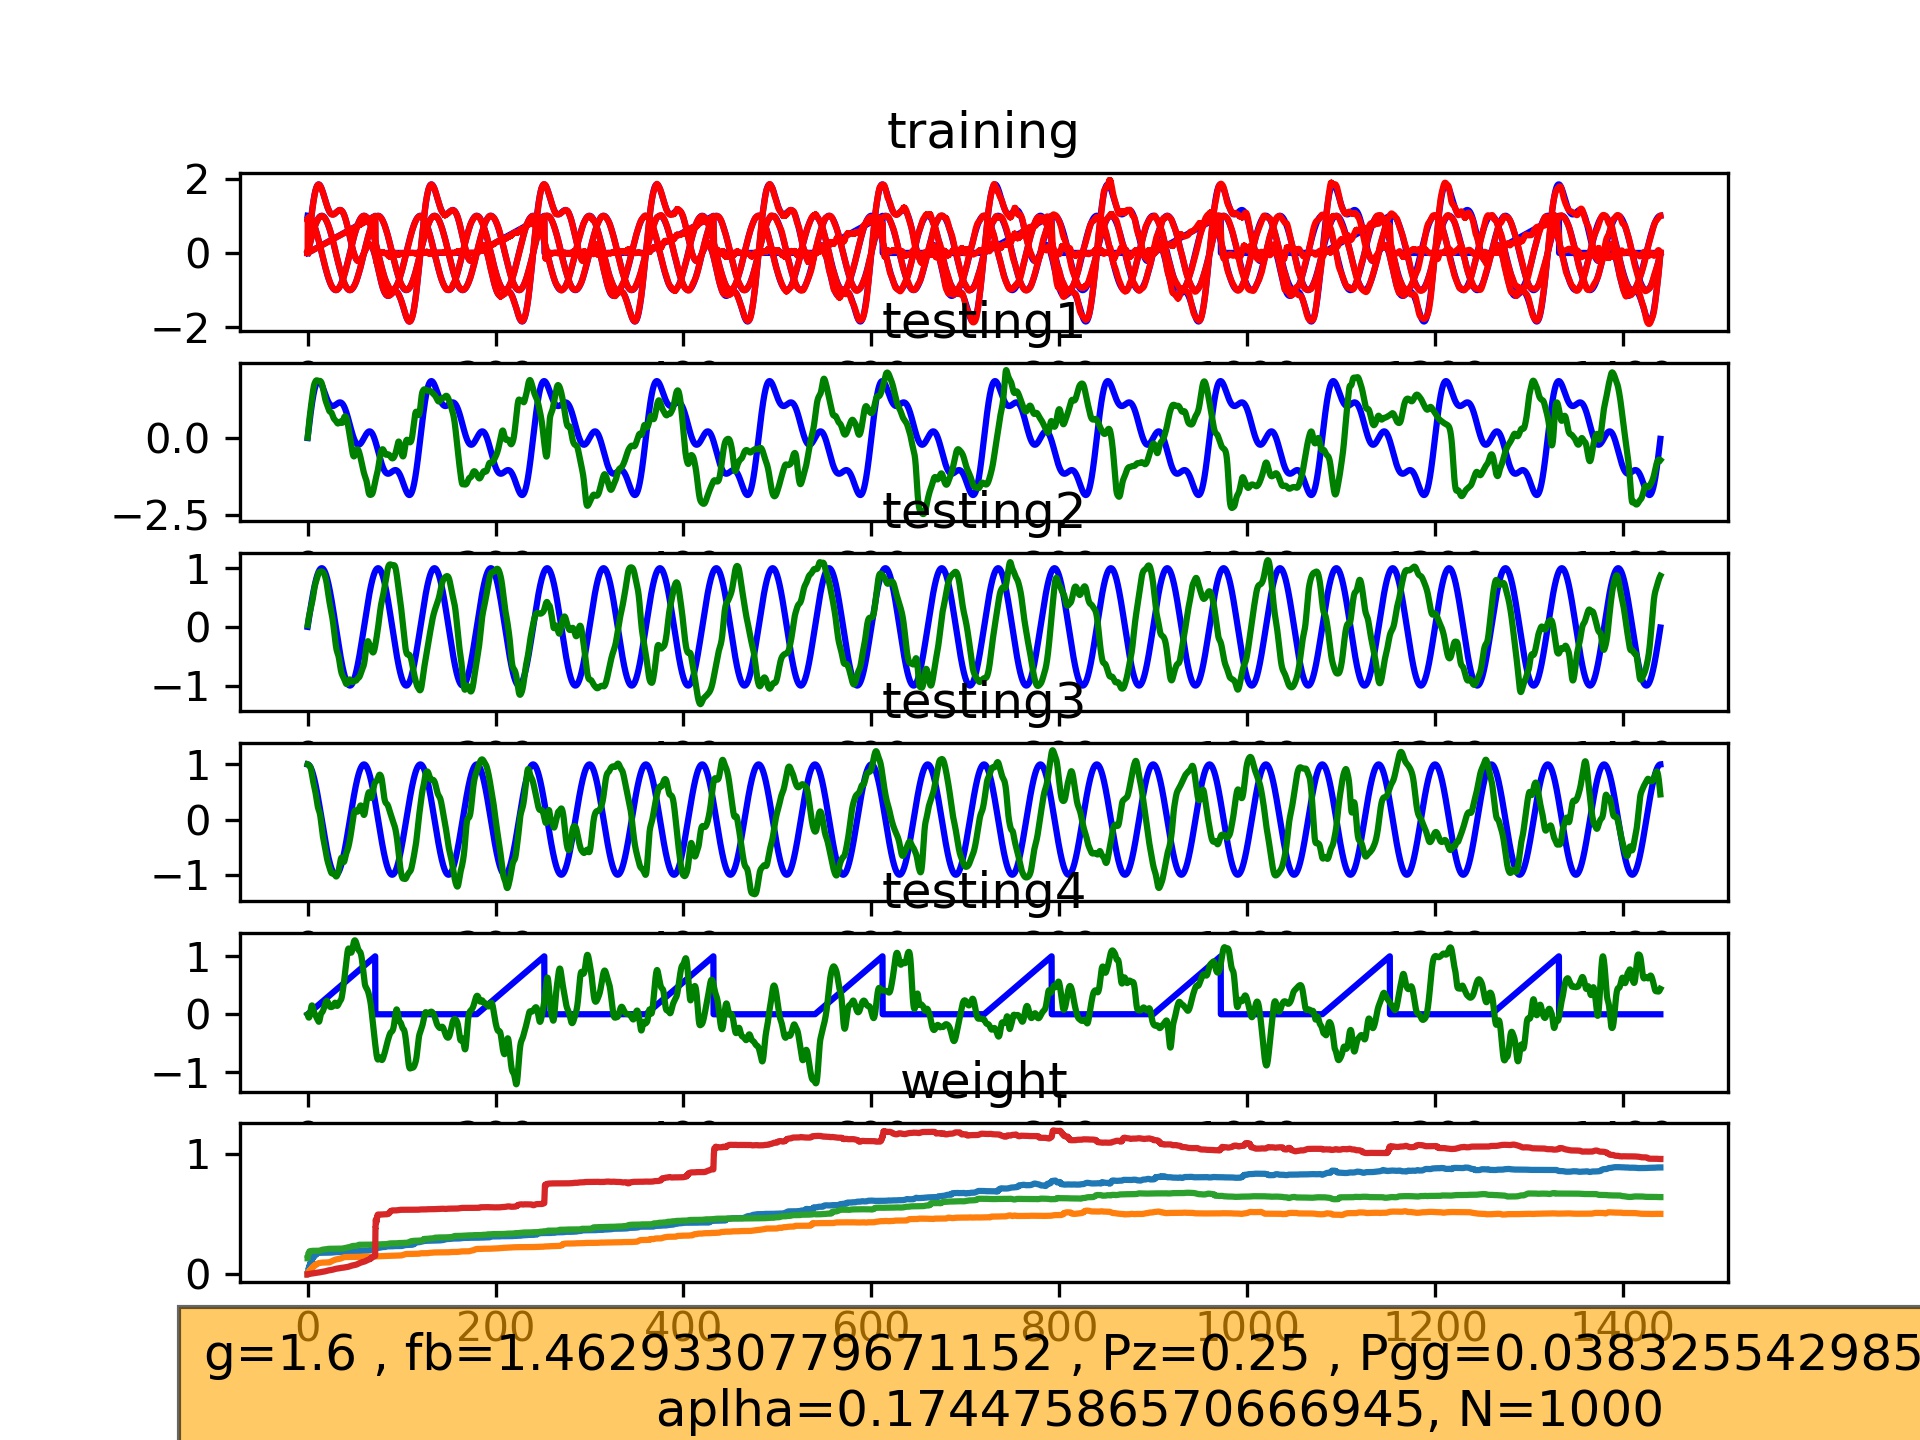 training
2
0
−2
testing1
0.0
−2.5
testing2
1
0
−1
testing3
1
0
−1
testing4
1
0
−1
weight
1
0
0 200 400 600 800 1000 1200 1400
g=1.6 , fb=1.4629330779671152 , Pz=0.25 , Pgg=0.038325542985
aplha=0.17447586570666945, N=1000